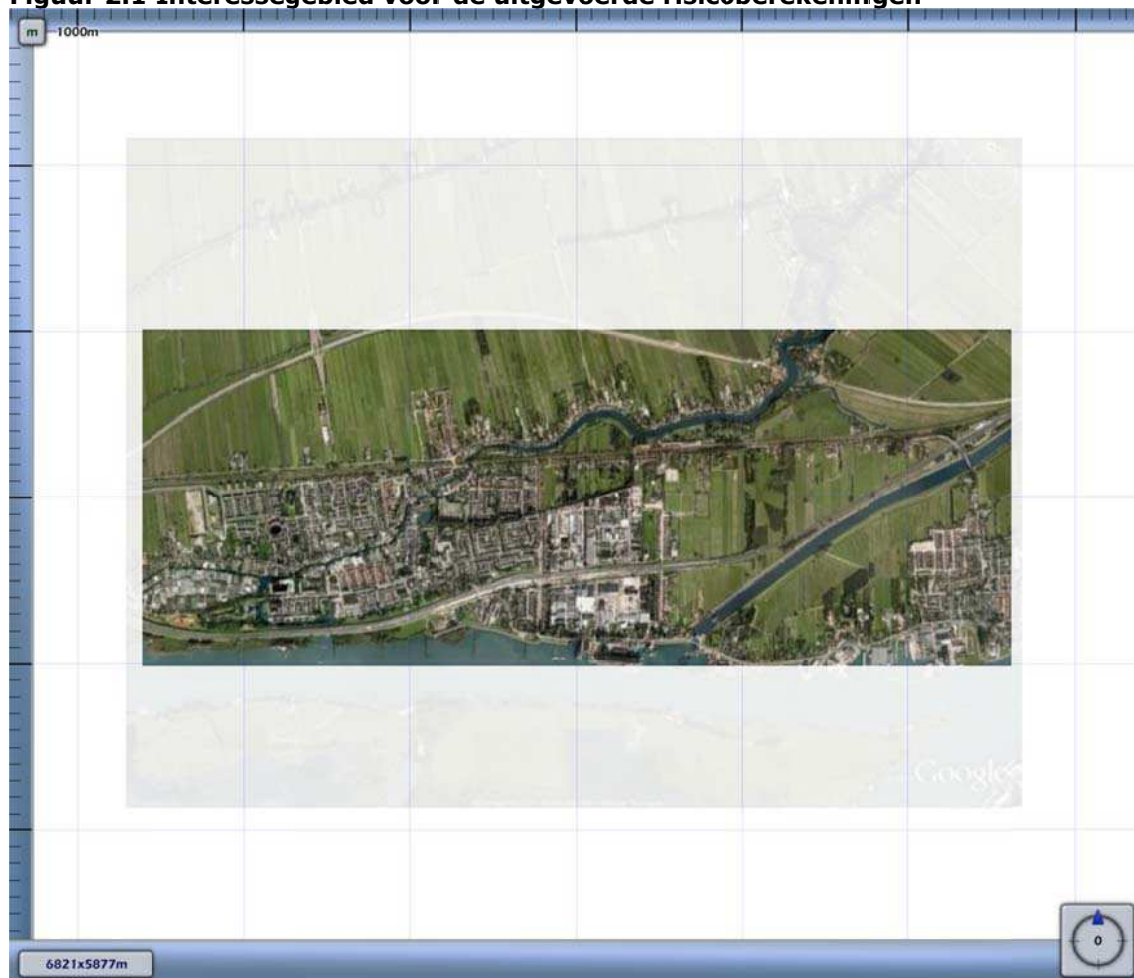 Figuur 2.1 Interessegebied voor de uitgevoerde risicoberekeningen
m 1000m
Google
0
6821x5877m